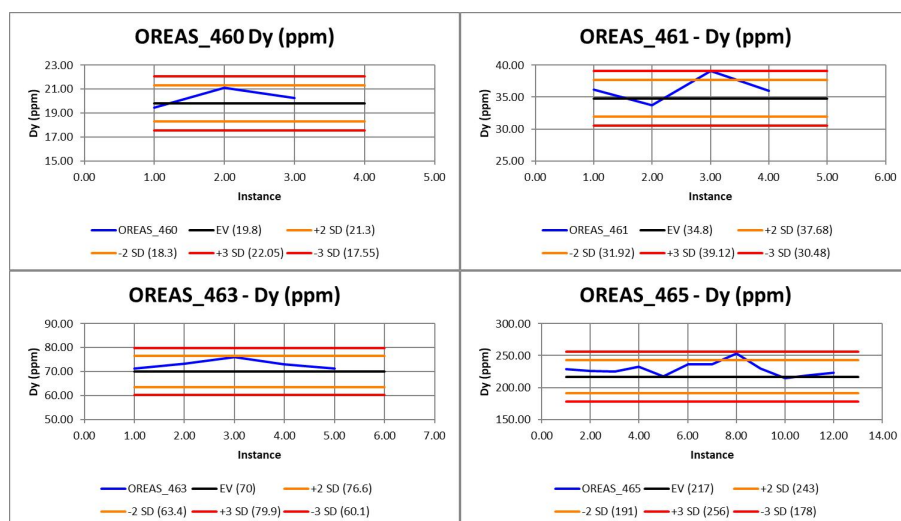 OREAS_460 Dy (ppm)
23.00
21.00
19.00
17.00
15.00
Dy (ppm)
0.00 1.00 2.00 3.00 4.00 5.00
Instance
OREAS_460 EV (19.8) +2 SD (21.3)
-2 SD (18.3) +3 SD (22.05) -3 SD (17.55)
OREAS_461 - Dy (ppm)
40.00
35.00
30.00
25.00
Dy (ppm)
0.00 1.00 2.00 3.00 4.00 5.00 6.00
Instance
OREAS_461 EV (34.8) +2 SD (37.68)
-2 SD (31.92) +3 SD (39.12) -3 SD (30.48)
OREAS_463 - Dy (ppm)
90.00
80.00
70.00
60.00
50.00
Dy (ppm)
0.00 1.00 2.00 3.00 4.00 5.00 6.00 7.00
Instance
OREAS_463 EV (70) +2 SD (76.6)
-2 SD (63.4) +3 SD (79.9) -3 SD (60.1)
OREAS_465 - Dy (ppm)
300.00
250.00
200.00
150.00
Dy (ppm)
0.00 2.00 4.00 6.00 8.00 10.00 12.00 14.00
Instance
OREAS_465 EV (217) +2 SD (243)
-2 SD (191) +3 SD (256) -3 SD (178)